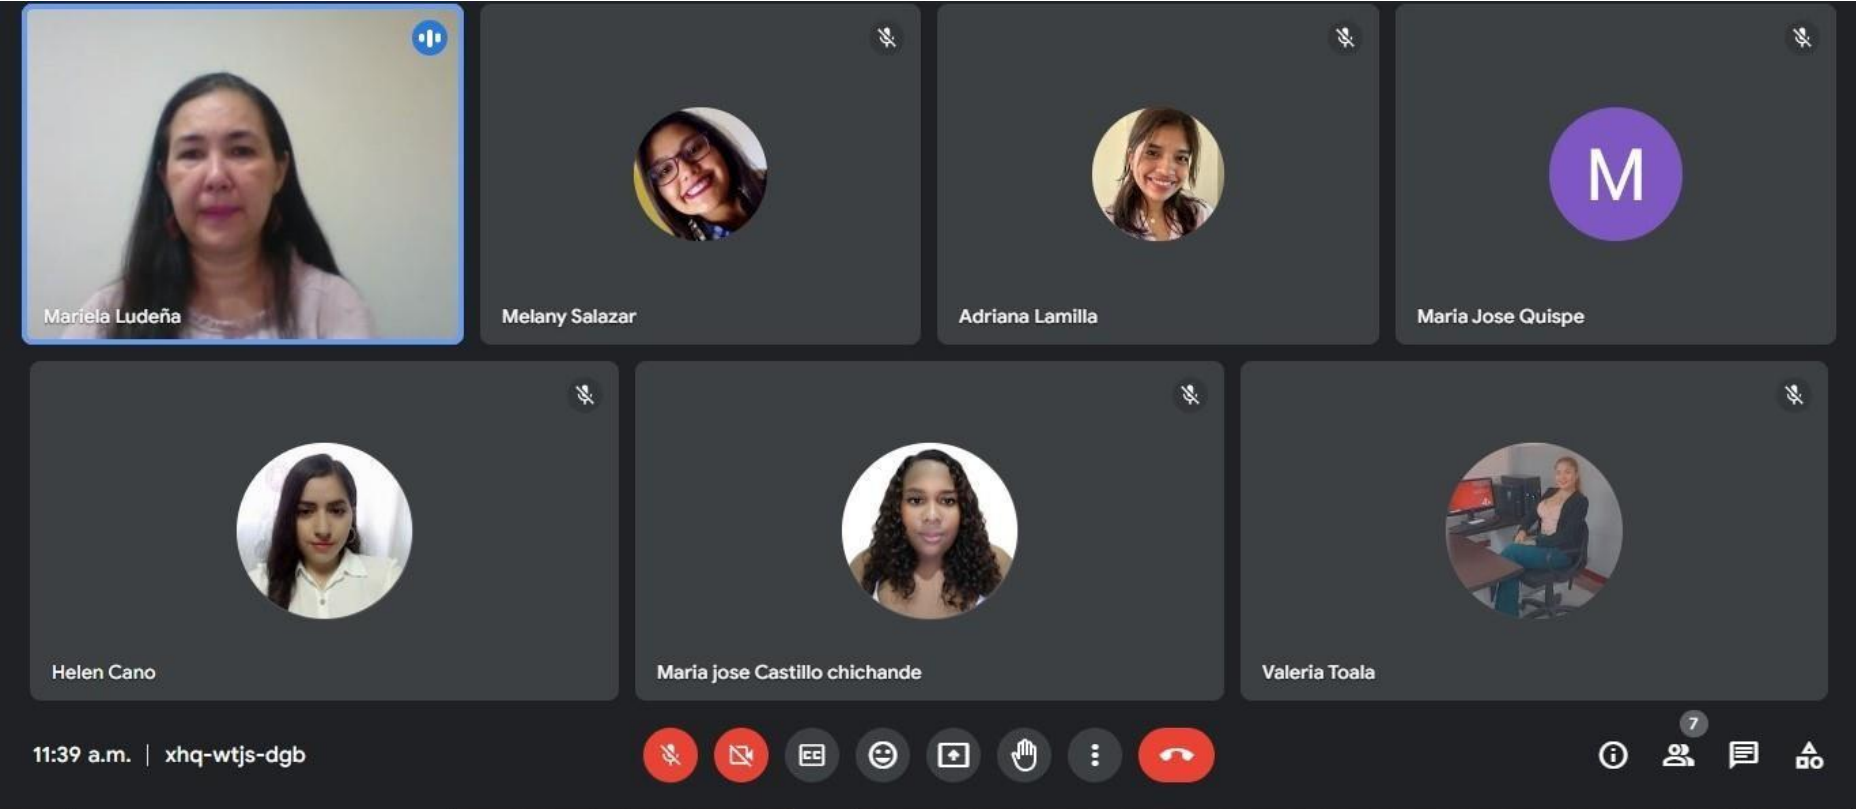 Mariela Ludeña
Melany Salazar
Adriana Lamilla
M
Maria Jose Quispe
Helen Cano
Maria jose Castillo chichande
Valeria Toala
7
11:39 a.m. | xhq-wtjs-dgb
CC